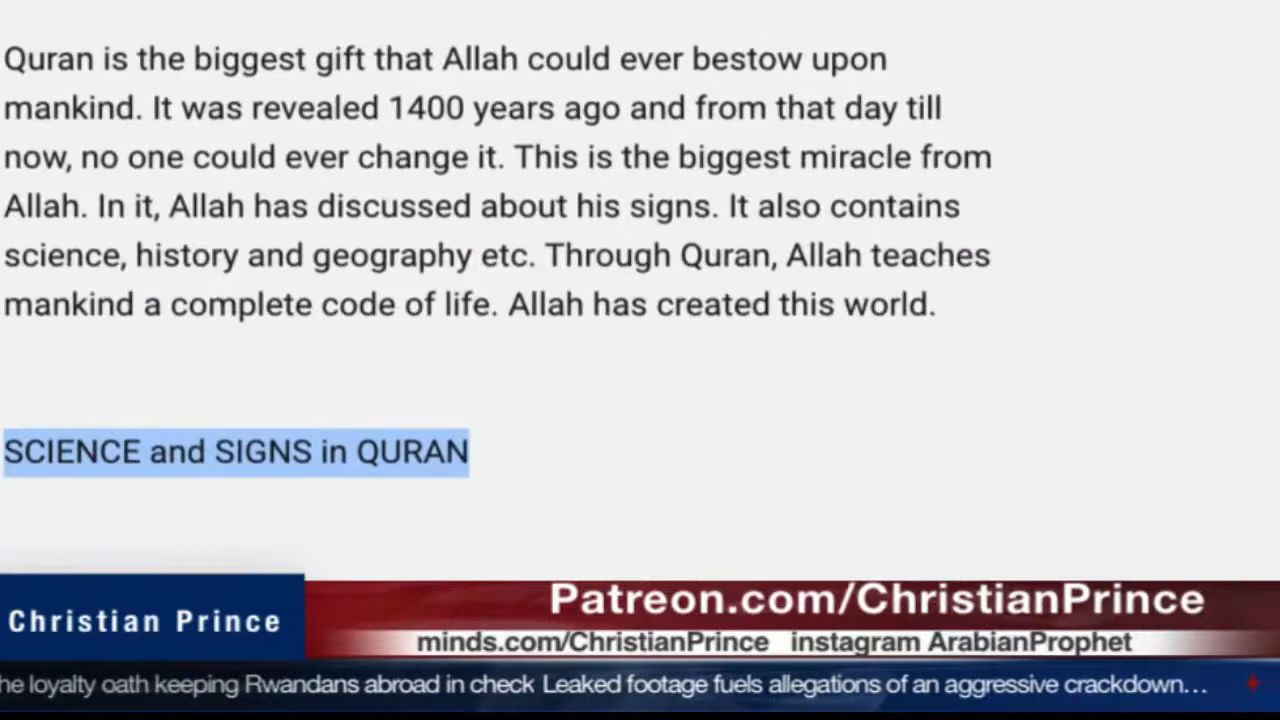 Quran is the biggest gift that Allah could ever bestow upon
mankind. It was revealed 1400 years ago and from that day till
now, no one could ever change it. This is the biggest miracle from
Allah. In it, Allah has discussed about his signs. It also contains
science, history and geography etc. Through Quran, Allah teaches
mankind a complete code of life. Allah has created this world.
SCIENCE and SIGNS in QURAN
Christian Prince
Patreon.com/ChristianPrince
minds.com/ChristianPrince instagram ArabianProphet
he loyalty oath keeping Rwandans abroad in check Leaked footage fuels allegations of an aggressive crackdown...